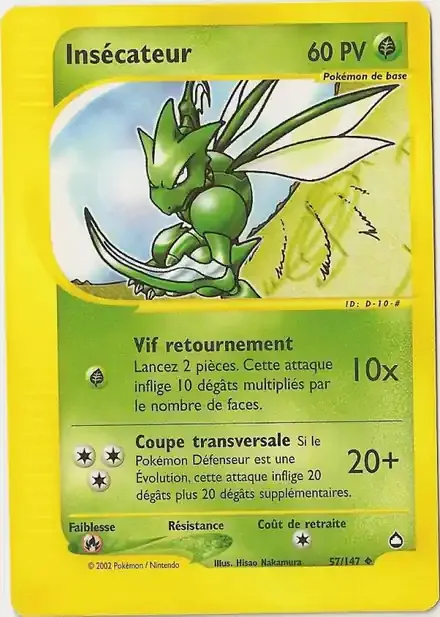 Insécateur 60 PV
Pokémon de base
ID: D-10-#
Vif retournement
Lancez 2 pièces. Cette attaque
inflige 10 dégâts multipliés par
le nombre de faces.
10x
Coupe transversale Si le
Pokémon Défenseur est une
Évolution, cette attaque inflige 20
dégâts plus 20 dégâts supplémentaires.
20+
Faiblesse Résistance Coût de retraite
© 2002 Pokémon / Nintendo Illus. Hisao Nakamura 57/147